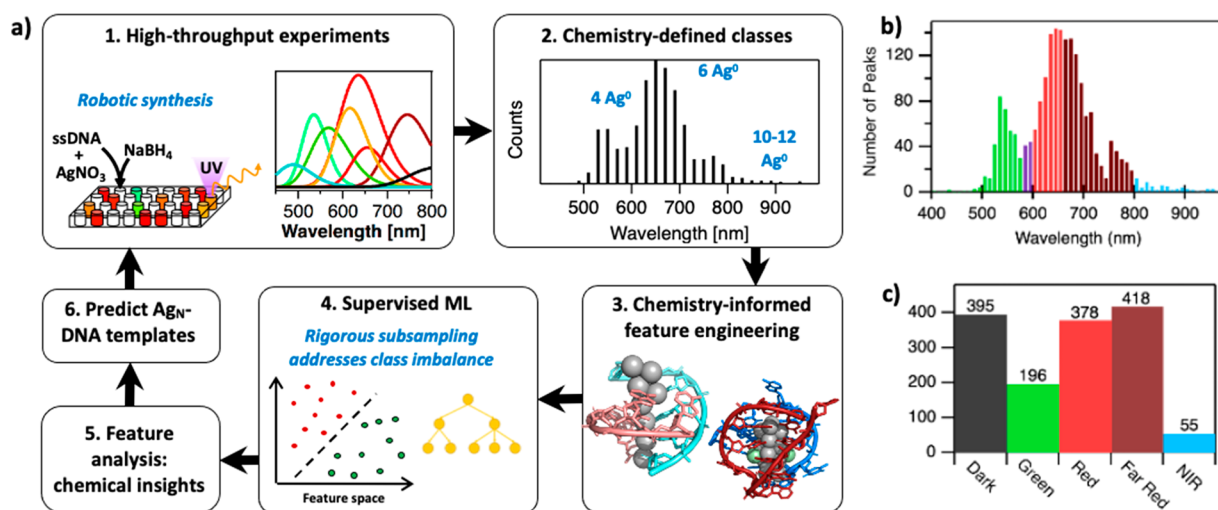 a)
1. High-throughput experiments
Robotic synthesis
ssDNA
+
AgNO₃
NaBH₄
UV
500 600 700 800
Wavelength [nm]
2. Chemistry-defined classes
Counts
4 Ag⁰
6 Ag⁰
10-12
Ag⁰
500 600 700 800 900
Wavelength [nm]
3. Chemistry-informed
feature engineering
4. Supervised ML
Rigorous subsampling
addresses class imbalance
Feature space
5. Feature
analysis:
chemical insights
6. Predict Ag_N-
DNA templates
b)
Number of Peaks
120
80
40
0
400 500 600 700 800 900
Wavelength (nm)
c)
400
300
200
100
0
395
196
378
418
55
Dark
Green
Red
Far Red
NIR